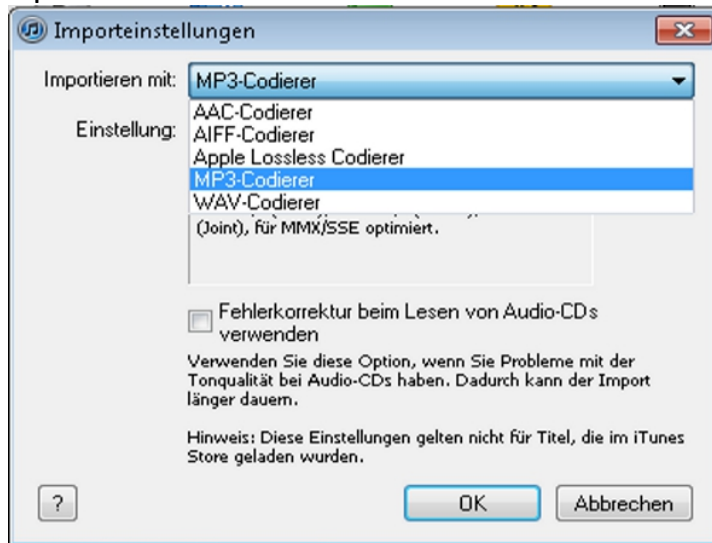 Importeinstellungen
Importieren mit: MP3-Codierer
Einstellung:
AAC-Codierer
AIFF-Codierer
Apple Lossless Codierer
MP3-Codierer
WAV-Codierer
(Joint), für MMX/SSE optimiert.
Fehlerkorrektur beim Lesen von Audio-CDs
verwenden
Verwenden Sie diese Option, wenn Sie Probleme mit der
Tonqualität bei Audio-CDs haben. Dadurch kann der Import
länger dauern.
Hinweis: Diese Einstellungen gelten nicht für Titel, die im iTunes
Store geladen wurden.
?
OK
Abbrechen